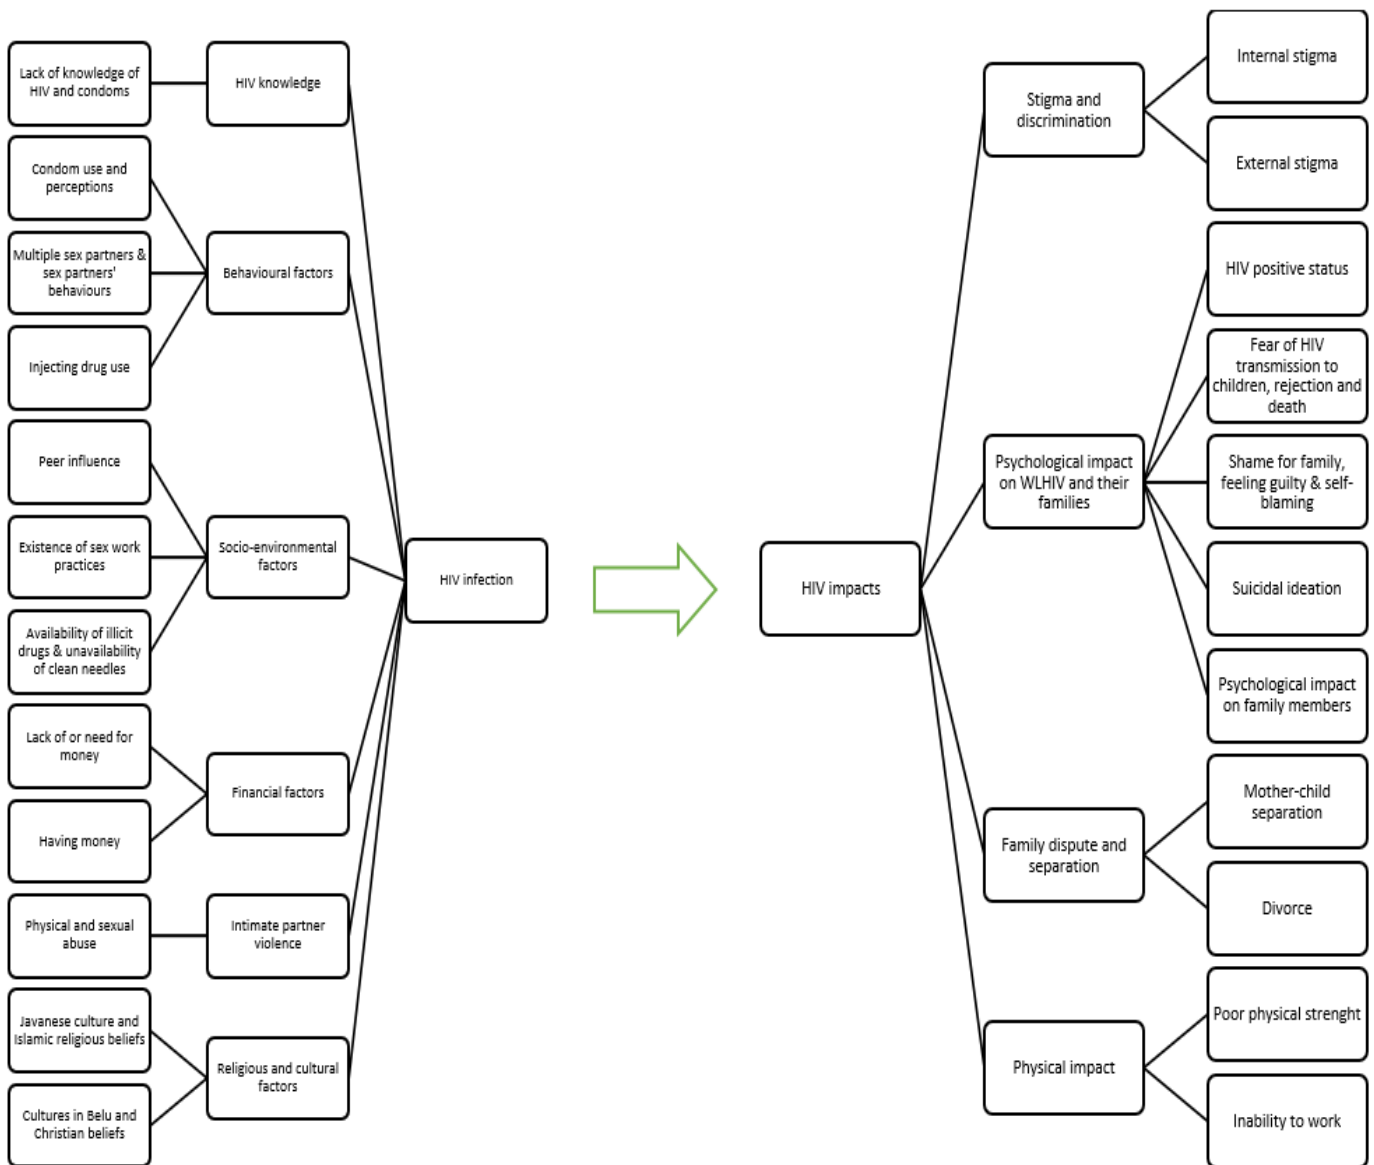 Lack of knowledge of
HIV and condoms
HIV knowledge
Condom use and
perceptions
Multiple sex partners &
sex partners'
behaviours
Injecting drug use
Behavioural factors
Peer influence
Existence of sex work
practices
Availability of illicit
drugs & unavailability
of clean needles
Socio-environmental
factors
Lack of or need for
money
Having money
Financial factors
Physical and sexual
abuse
Intimate partner
violence
Javanese culture and
Islamic religious beliefs
Cultures in Belu and
Christian beliefs
Religious and cultural
factors
HIV infection
HIV impacts
Stigma and
discrimination
Internal stigma
External stigma
Psychological impact
on WLHIV and their
families
HIV positive status
Fear of HIV
transmission to
children, rejection and
death
Shame for family,
feeling guilty & self-
blaming
Suicidal ideation
Psychological impact
on family members
Family dispute and
separation
Mother-child
separation
Divorce
Physical impact
Poor physical strenght
Inability to work